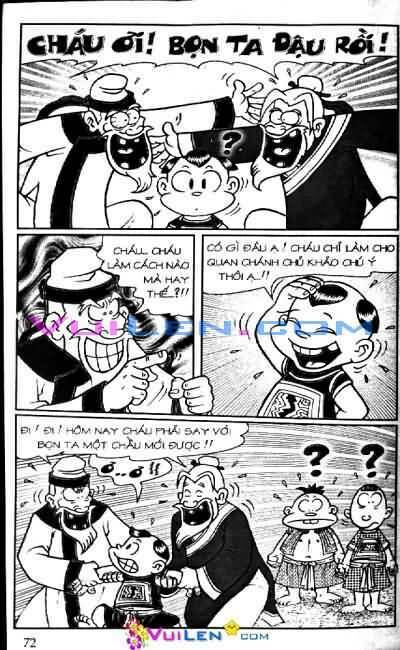 CHÁU ƠI! BỌN TA ĐẬU RỒI!
?
CHÁU... CHÁU
LÀM CÁCH NÀO
MÀ HAY
THẾ..?!!
CÓ GÌ ĐÂU Ạ! CHÁU CHỈ LÀM CHO
QUAN CHÁNH CHỦ KHẢO CHÚ Ý
THÔI Ạ..!!
VUILEN.COM
ĐI! ĐI! HÔM NAY CHÁU PHẢI SAY VỚI
BỌN TA MỘT CHẦU MỚI ĐƯỢC!!
Ơ...Ơ!!
? ?
72
VUILEN.COM